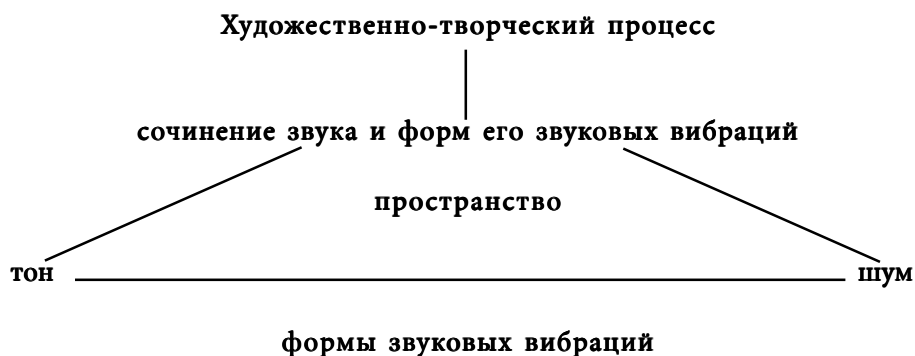 Художественно-творческий процесс
сочинение звука и форм его звуковых вибраций
пространство
тон шум
формы звуковых вибраций